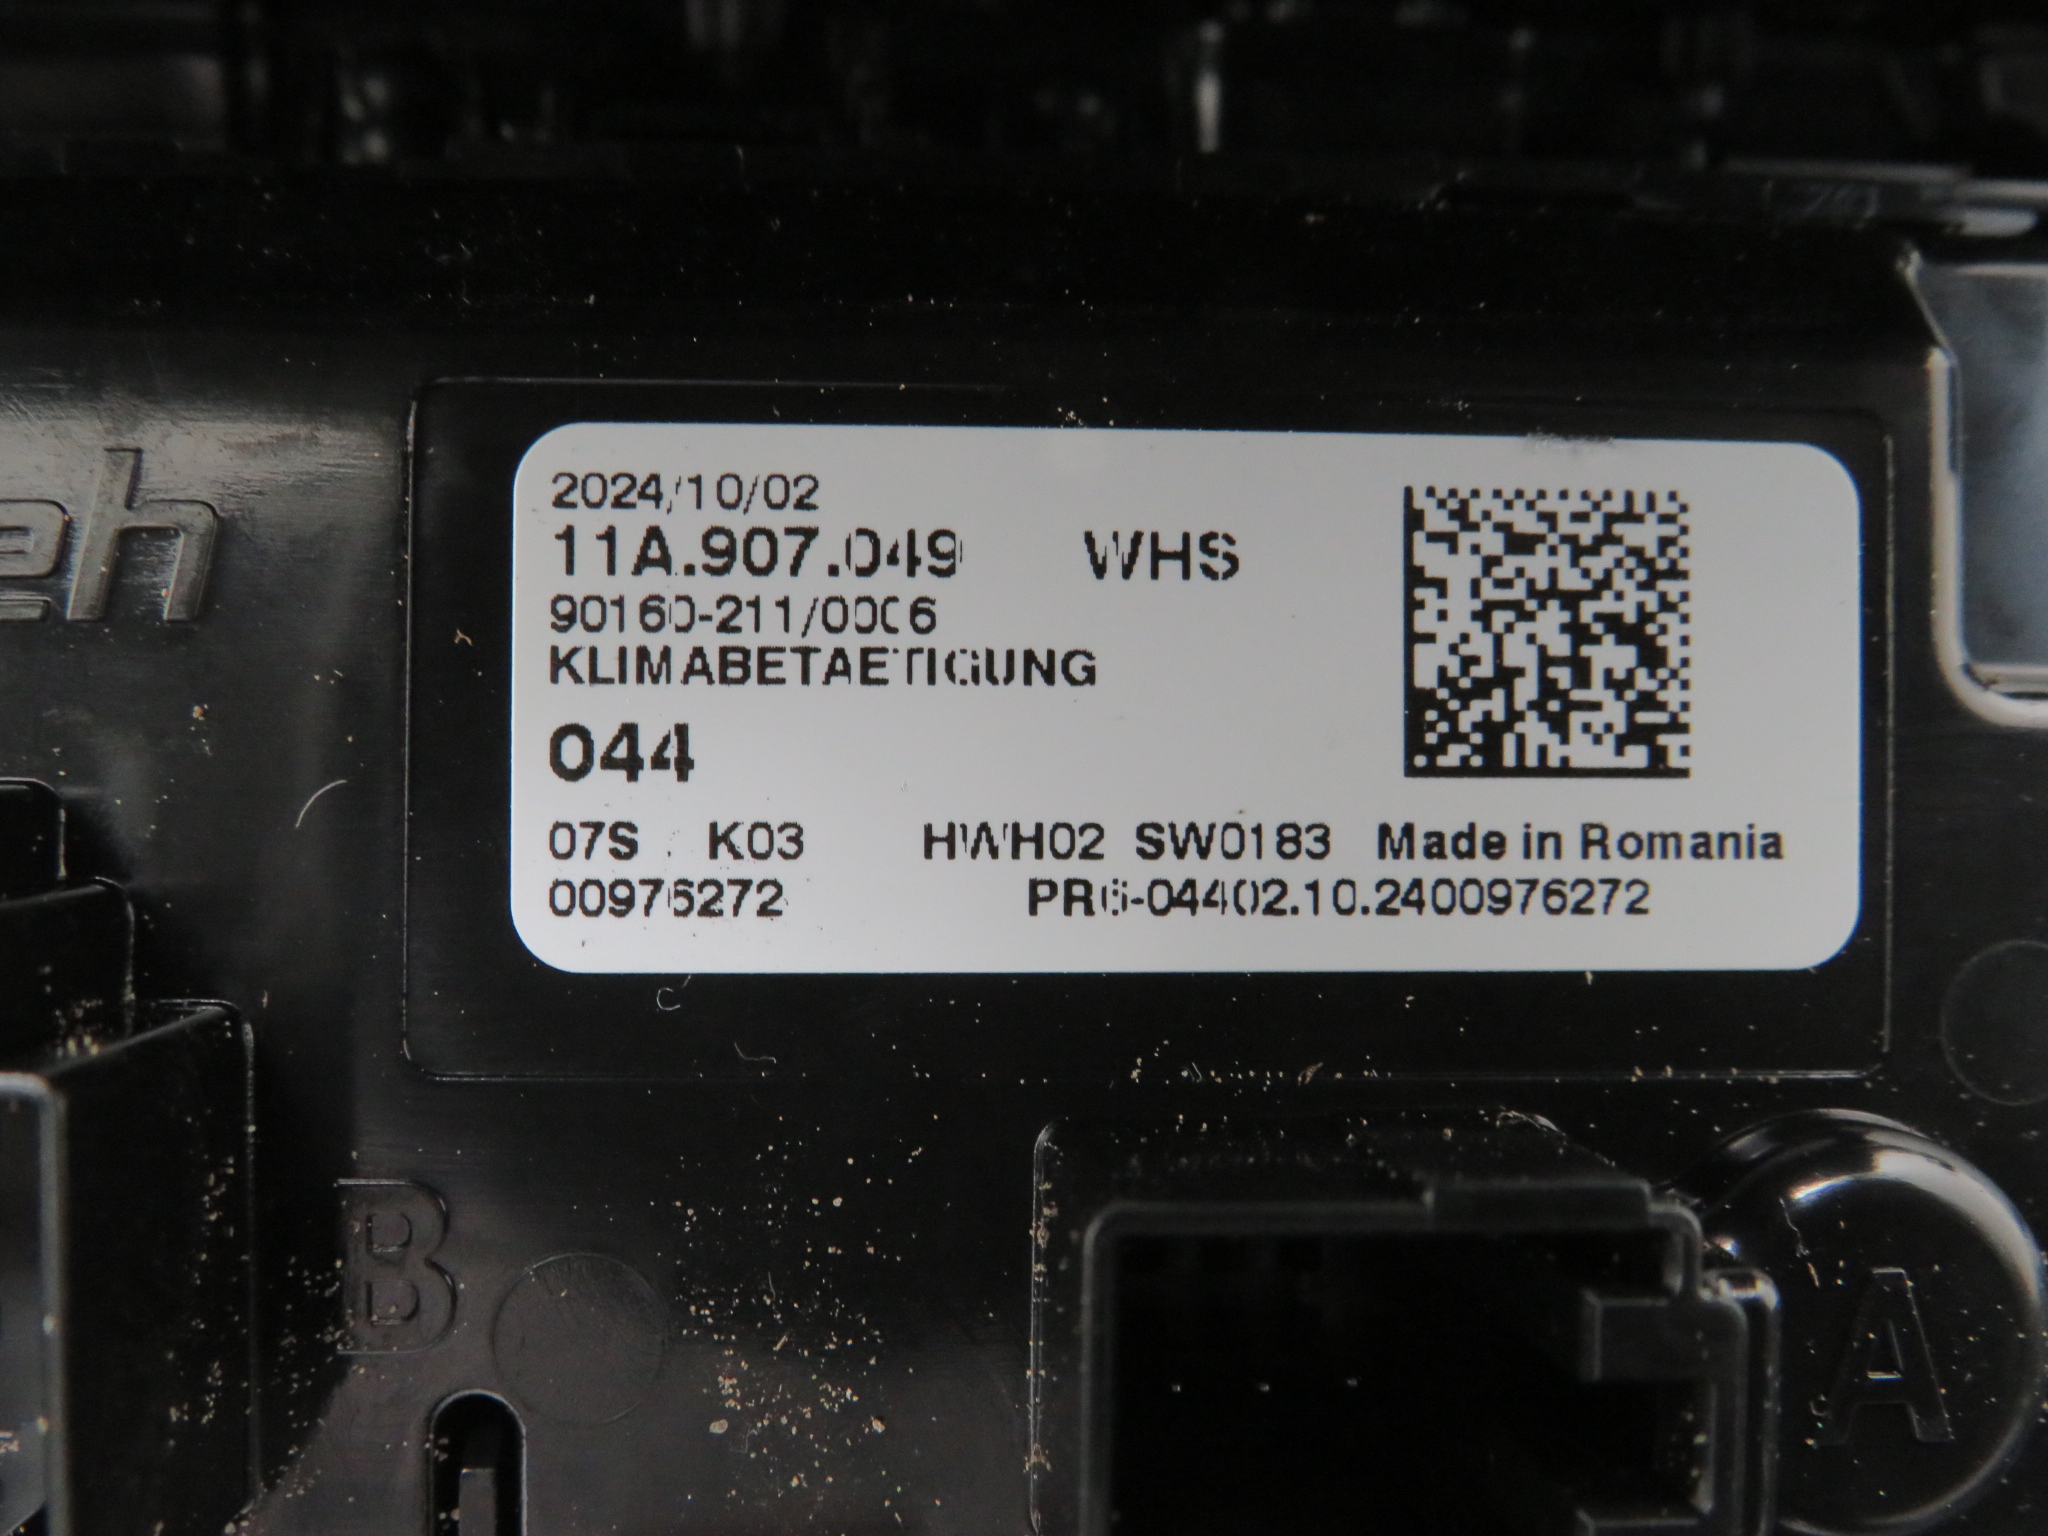 2024/10/02
11A.907.049 WHS
90160-211/0006
KLIMABETAETIGUNG
044
07S K03 HWH02 SW0183 Made in Romania
00976272 PR6-04402.10.2400976272
B
A